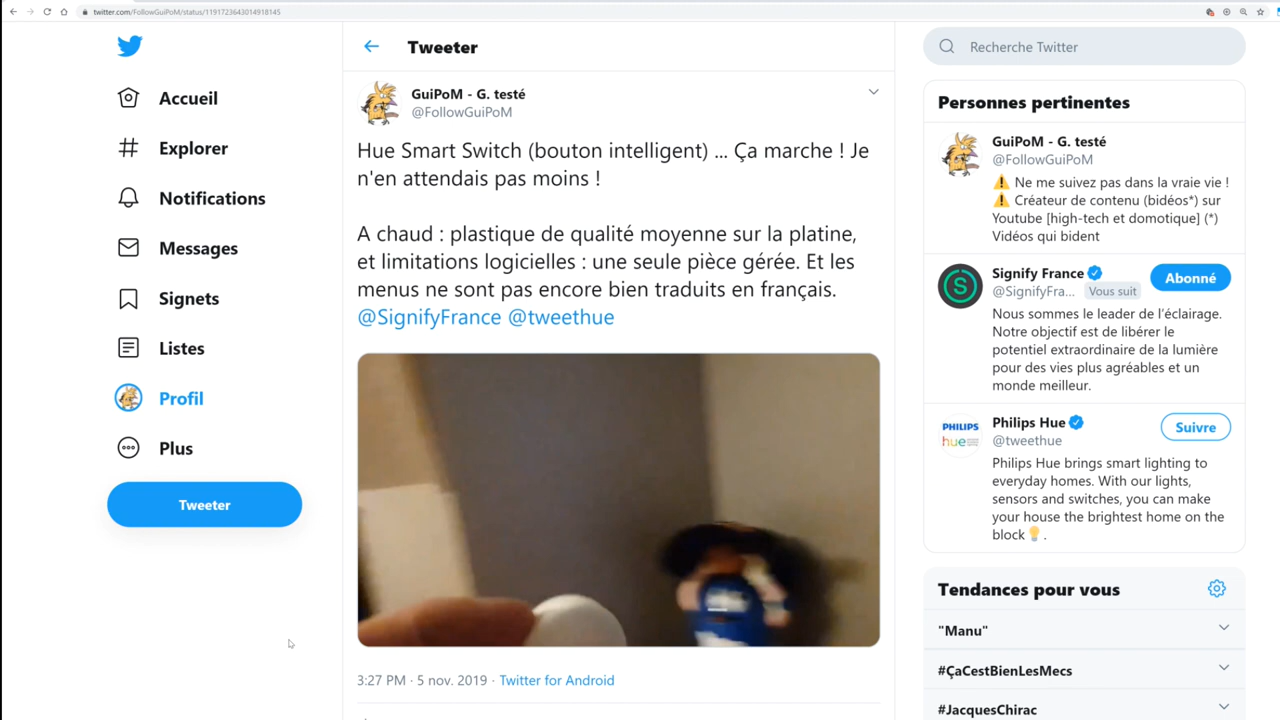 twitter.com/FollowGuiPoM/status/1191723643014918145
Accueil
Explorer
Notifications
Messages
Signets
Listes
Profil
Plus
Tweeter
Tweeter
GuiPoM - G. testé
@FollowGuiPoM
Hue Smart Switch (bouton intelligent) ... Ça marche ! Je
n'en attendais pas moins !
A chaud : plastique de qualité moyenne sur la platine,
et limitations logicielles : une seule pièce gérée. Et les
menus ne sont pas encore bien traduits en français.
@SignifyFrance @tweethue
3:27 PM · 5 nov. 2019 · Twitter for Android
Recherche Twitter
Personnes pertinentes
GuiPoM - G. testé
@FollowGuiPoM
⚠️ Ne me suivez pas dans la vraie vie !
⚠️ Créateur de contenu (bidéos*) sur
Youtube [high-tech et domotique] (*)
Vidéos qui bident
Signify France
Abonné
@SignifyFra... Vous suit
Nous sommes le leader de l'éclairage.
Notre objectif est de libérer le
potentiel extraordinaire de la lumière
pour des vies plus agréables et un
monde meilleur.
PHILIPS
hue
Philips Hue
Suivre
@tweethue
Philips Hue brings smart lighting to
everyday homes. With our lights,
sensors and switches, you can make
your house the brightest home on the
block💡.
Tendances pour vous
"Manu"
#ÇaCestBienLesMecs
#JacquesChirac